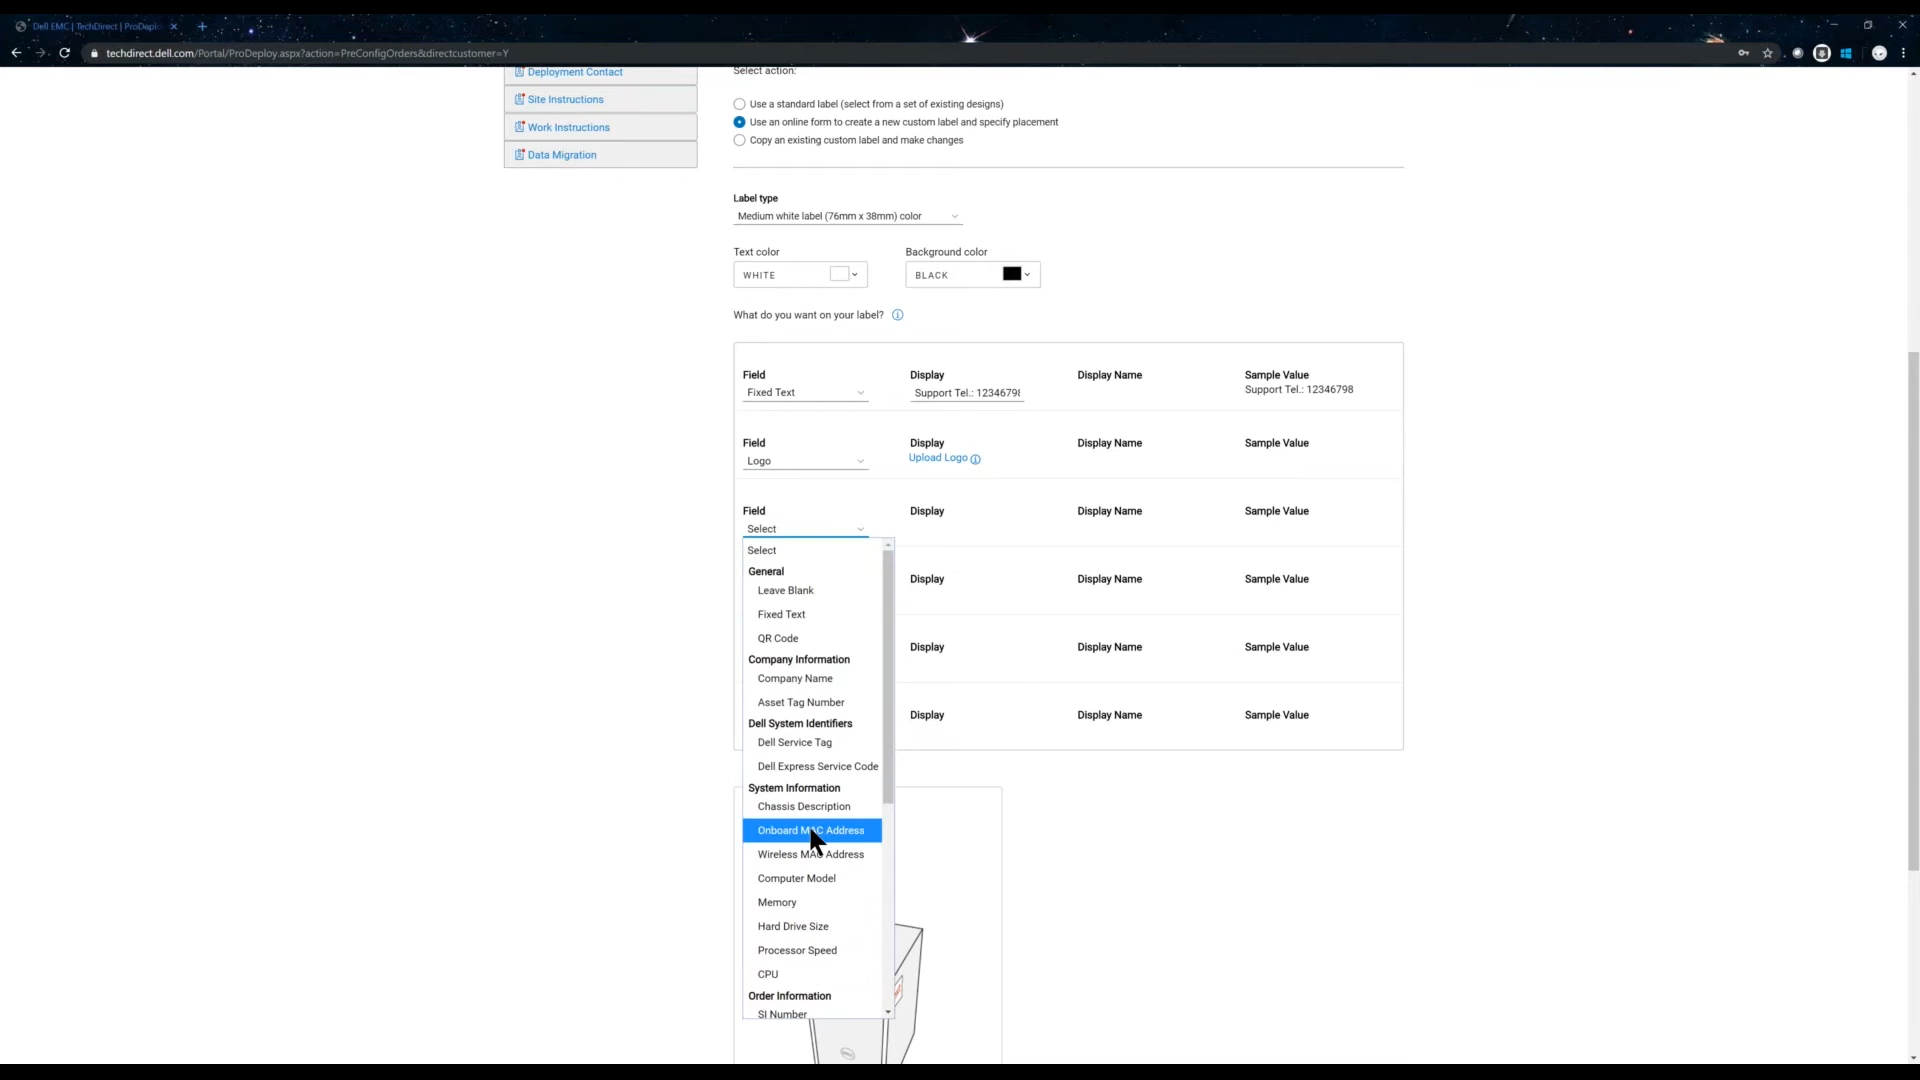 Dell EMC | TechDirect | ProDeplo
techdirect.dell.com/Portal/ProDeploy.aspx?action=PreConfigOrders&directcustomer=Y
Deployment Contact
Site Instructions
Work Instructions
Data Migration
Select action:
Use a standard label (select from a set of existing designs)
Use an online form to create a new custom label and specify placement
Copy an existing custom label and make changes
Label type
Medium white label (76mm x 38mm) color
Text color Background color
WHITE BLACK
What do you want on your label?
Field Display Display Name Sample Value
Fixed Text Support Tel.: 12346798 Support Tel.: 12346798
Field Display Display Name Sample Value
Logo Upload Logo
Field Display Display Name Sample Value
Select
Select
General
Leave Blank
Fixed Text
QR Code
Company Information
Company Name
Asset Tag Number
Dell System Identifiers
Dell Service Tag
Dell Express Service Code
System Information
Chassis Description
Onboard MAC Address
Wireless MAC Address
Computer Model
Memory
Hard Drive Size
Processor Speed
CPU
Order Information
SI Number
Display Display Name Sample Value
Display Display Name Sample Value
Display Display Name Sample Value